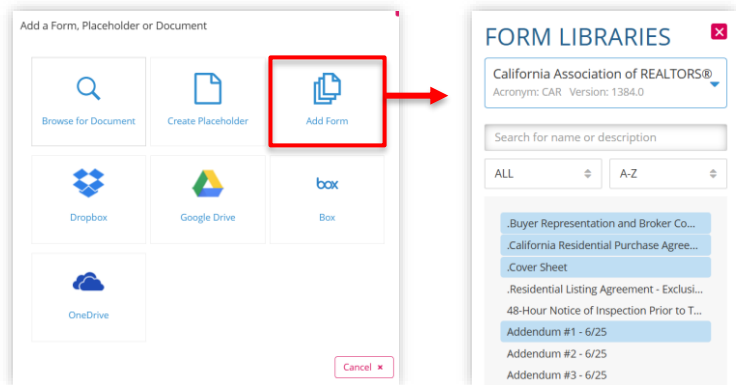 Add a Form, Placeholder or Document
Browse for Document
Create Placeholder
Add Form
Dropbox
Google Drive
box
Box
OneDrive
Cancel ×
FORM LIBRARIES
California Association of REALTORS®
Acronym: CAR Version: 1384.0
Search for name or description
ALL
A-Z
.Buyer Representation and Broker Co...
.California Residential Purchase Agree...
.Cover Sheet
.Residential Listing Agreement - Exclusi...
48-Hour Notice of Inspection Prior to T...
Addendum #1 - 6/25
Addendum #2 - 6/25
Addendum #3 - 6/25